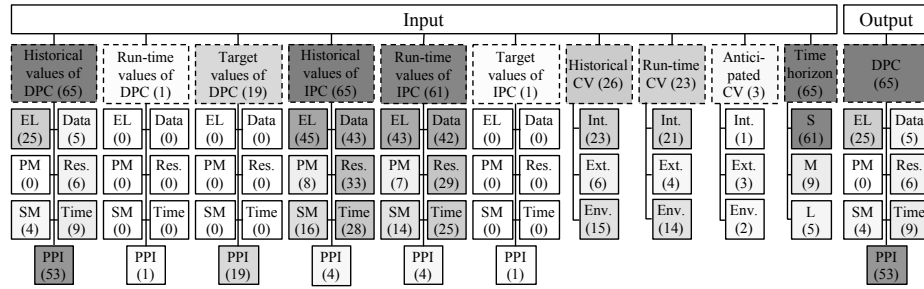 Input
Output
Historical
values of
DPC (65)
Run-time
values of
DPC (1)
Target
values of
DPC (19)
Historical
values of
IPC (65)
Run-time
values of
IPC (61)
Target
values of
IPC (1)
Historical
CV (26)
Run-time
CV (23)
Antici-
pated
CV (3)
Time
horizon
(65)
DPC
(65)
EL
(25)
Data
(5)
EL
(0)
Data
(0)
EL
(0)
Data
(0)
EL
(45)
Data
(43)
EL
(43)
Data
(42)
EL
(0)
Data
(0)
Int.
(23)
Int.
(21)
Int.
(1)
S
(61)
EL
(25)
Data
(5)
PM
(0)
Res.
(6)
PM
(0)
Res.
(0)
PM
(0)
Res.
(0)
PM
(8)
Res.
(33)
PM
(7)
Res.
(29)
PM
(0)
Res.
(0)
Ext.
(6)
Ext.
(4)
Ext.
(3)
M
(9)
PM
(0)
Res.
(6)
SM
(4)
Time
(9)
SM
(0)
Time
(0)
SM
(0)
Time
(0)
SM
(16)
Time
(28)
SM
(14)
Time
(25)
SM
(0)
Time
(0)
Env.
(15)
Env.
(14)
Env.
(2)
L
(5)
SM
(4)
Time
(9)
PPI
(53)
PPI
(1)
PPI
(19)
PPI
(4)
PPI
(4)
PPI
(1)
PPI
(53)